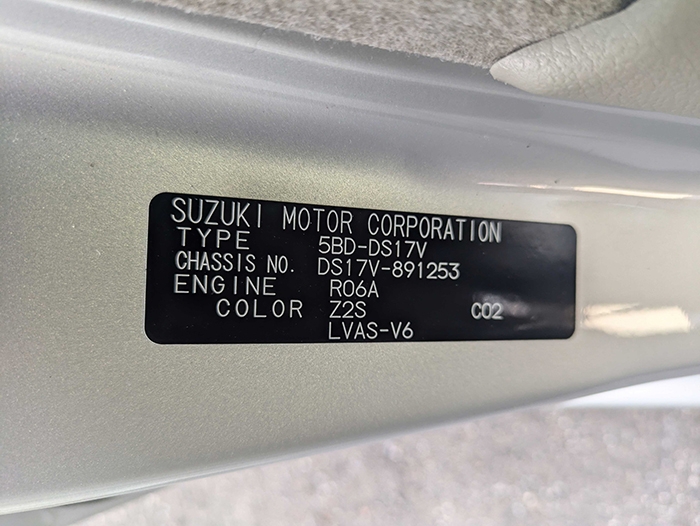 SUZUKI MOTOR CORPORATION
TYPE 5BD-DS17V
CHASSIS NO. DS17V-891253
ENGINE R06A
COLOR Z2S C02
LVAS-V6